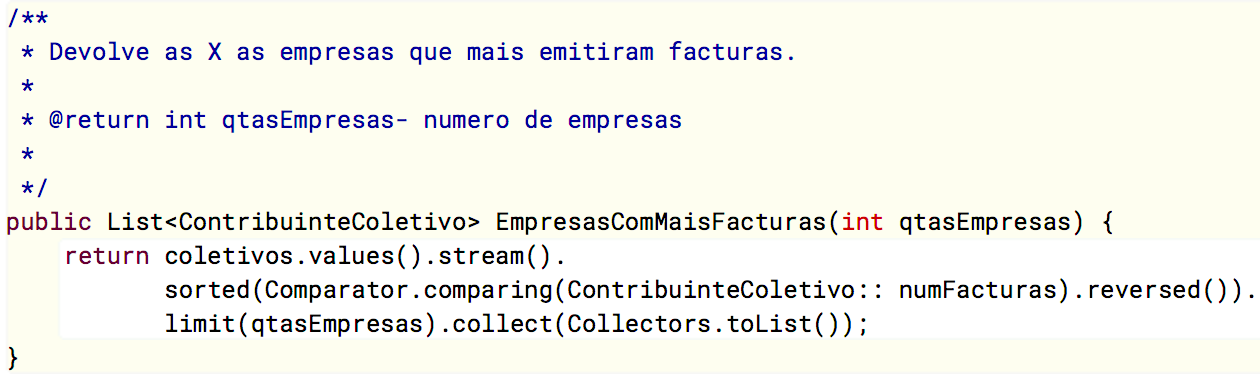 /**
 * Devolve as X as empresas que mais emitiram facturas.
 *
 * @return int qtasEmpresas- numero de empresas
 *
 */
public List<ContribuinteColetivo> EmpresasComMaisFacturas(int qtasEmpresas) {
    return coletivos.values().stream().
           sorted(Comparator.comparing(ContribuinteColetivo:: numFacturas).reversed()).
           limit(qtasEmpresas).collect(Collectors.toList());
}